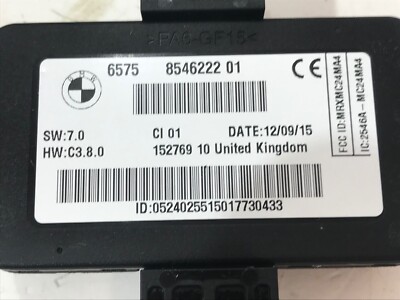 >PA6-GF15<
BMW
6575 8546222 01
SW:7.0 CI 01 DATE:12/09/15
HW:C3.8.0 152769 10 United Kingdom
ID:0524025515017730433
CE
FCC ID:MRXMC24MA4
IC:2546A-MC24MA4